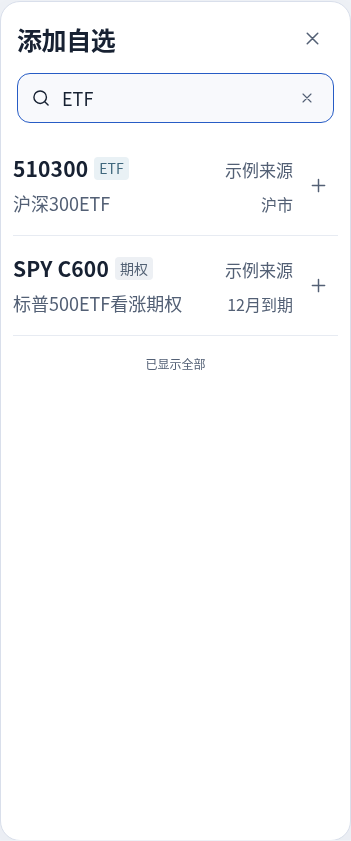 添加自选
ETF
510300 ETF 示例来源
沪深300ETF 沪市
SPY C600 期权 示例来源
标普500ETF看涨期权 12月到期
已显示全部